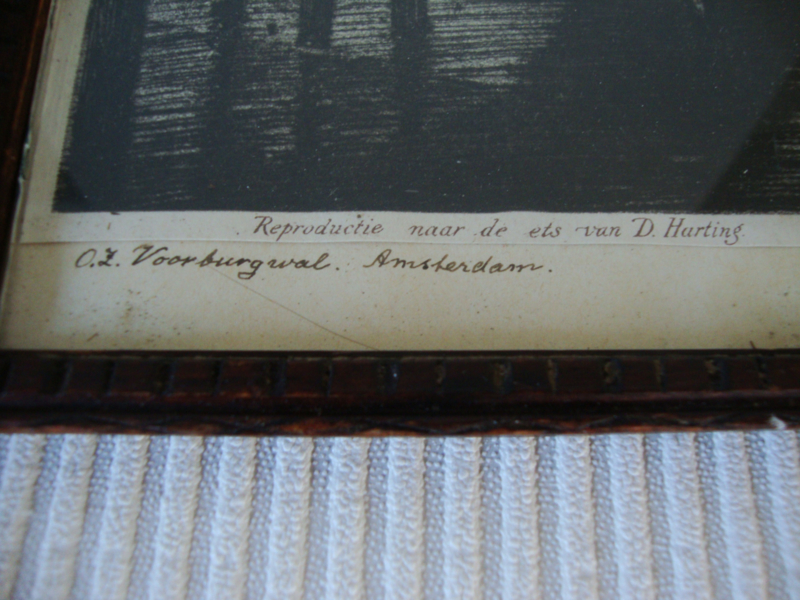 Reproductie naar de ets van D. Harting.
O.Z. Voorburgwal. Amsterdam.